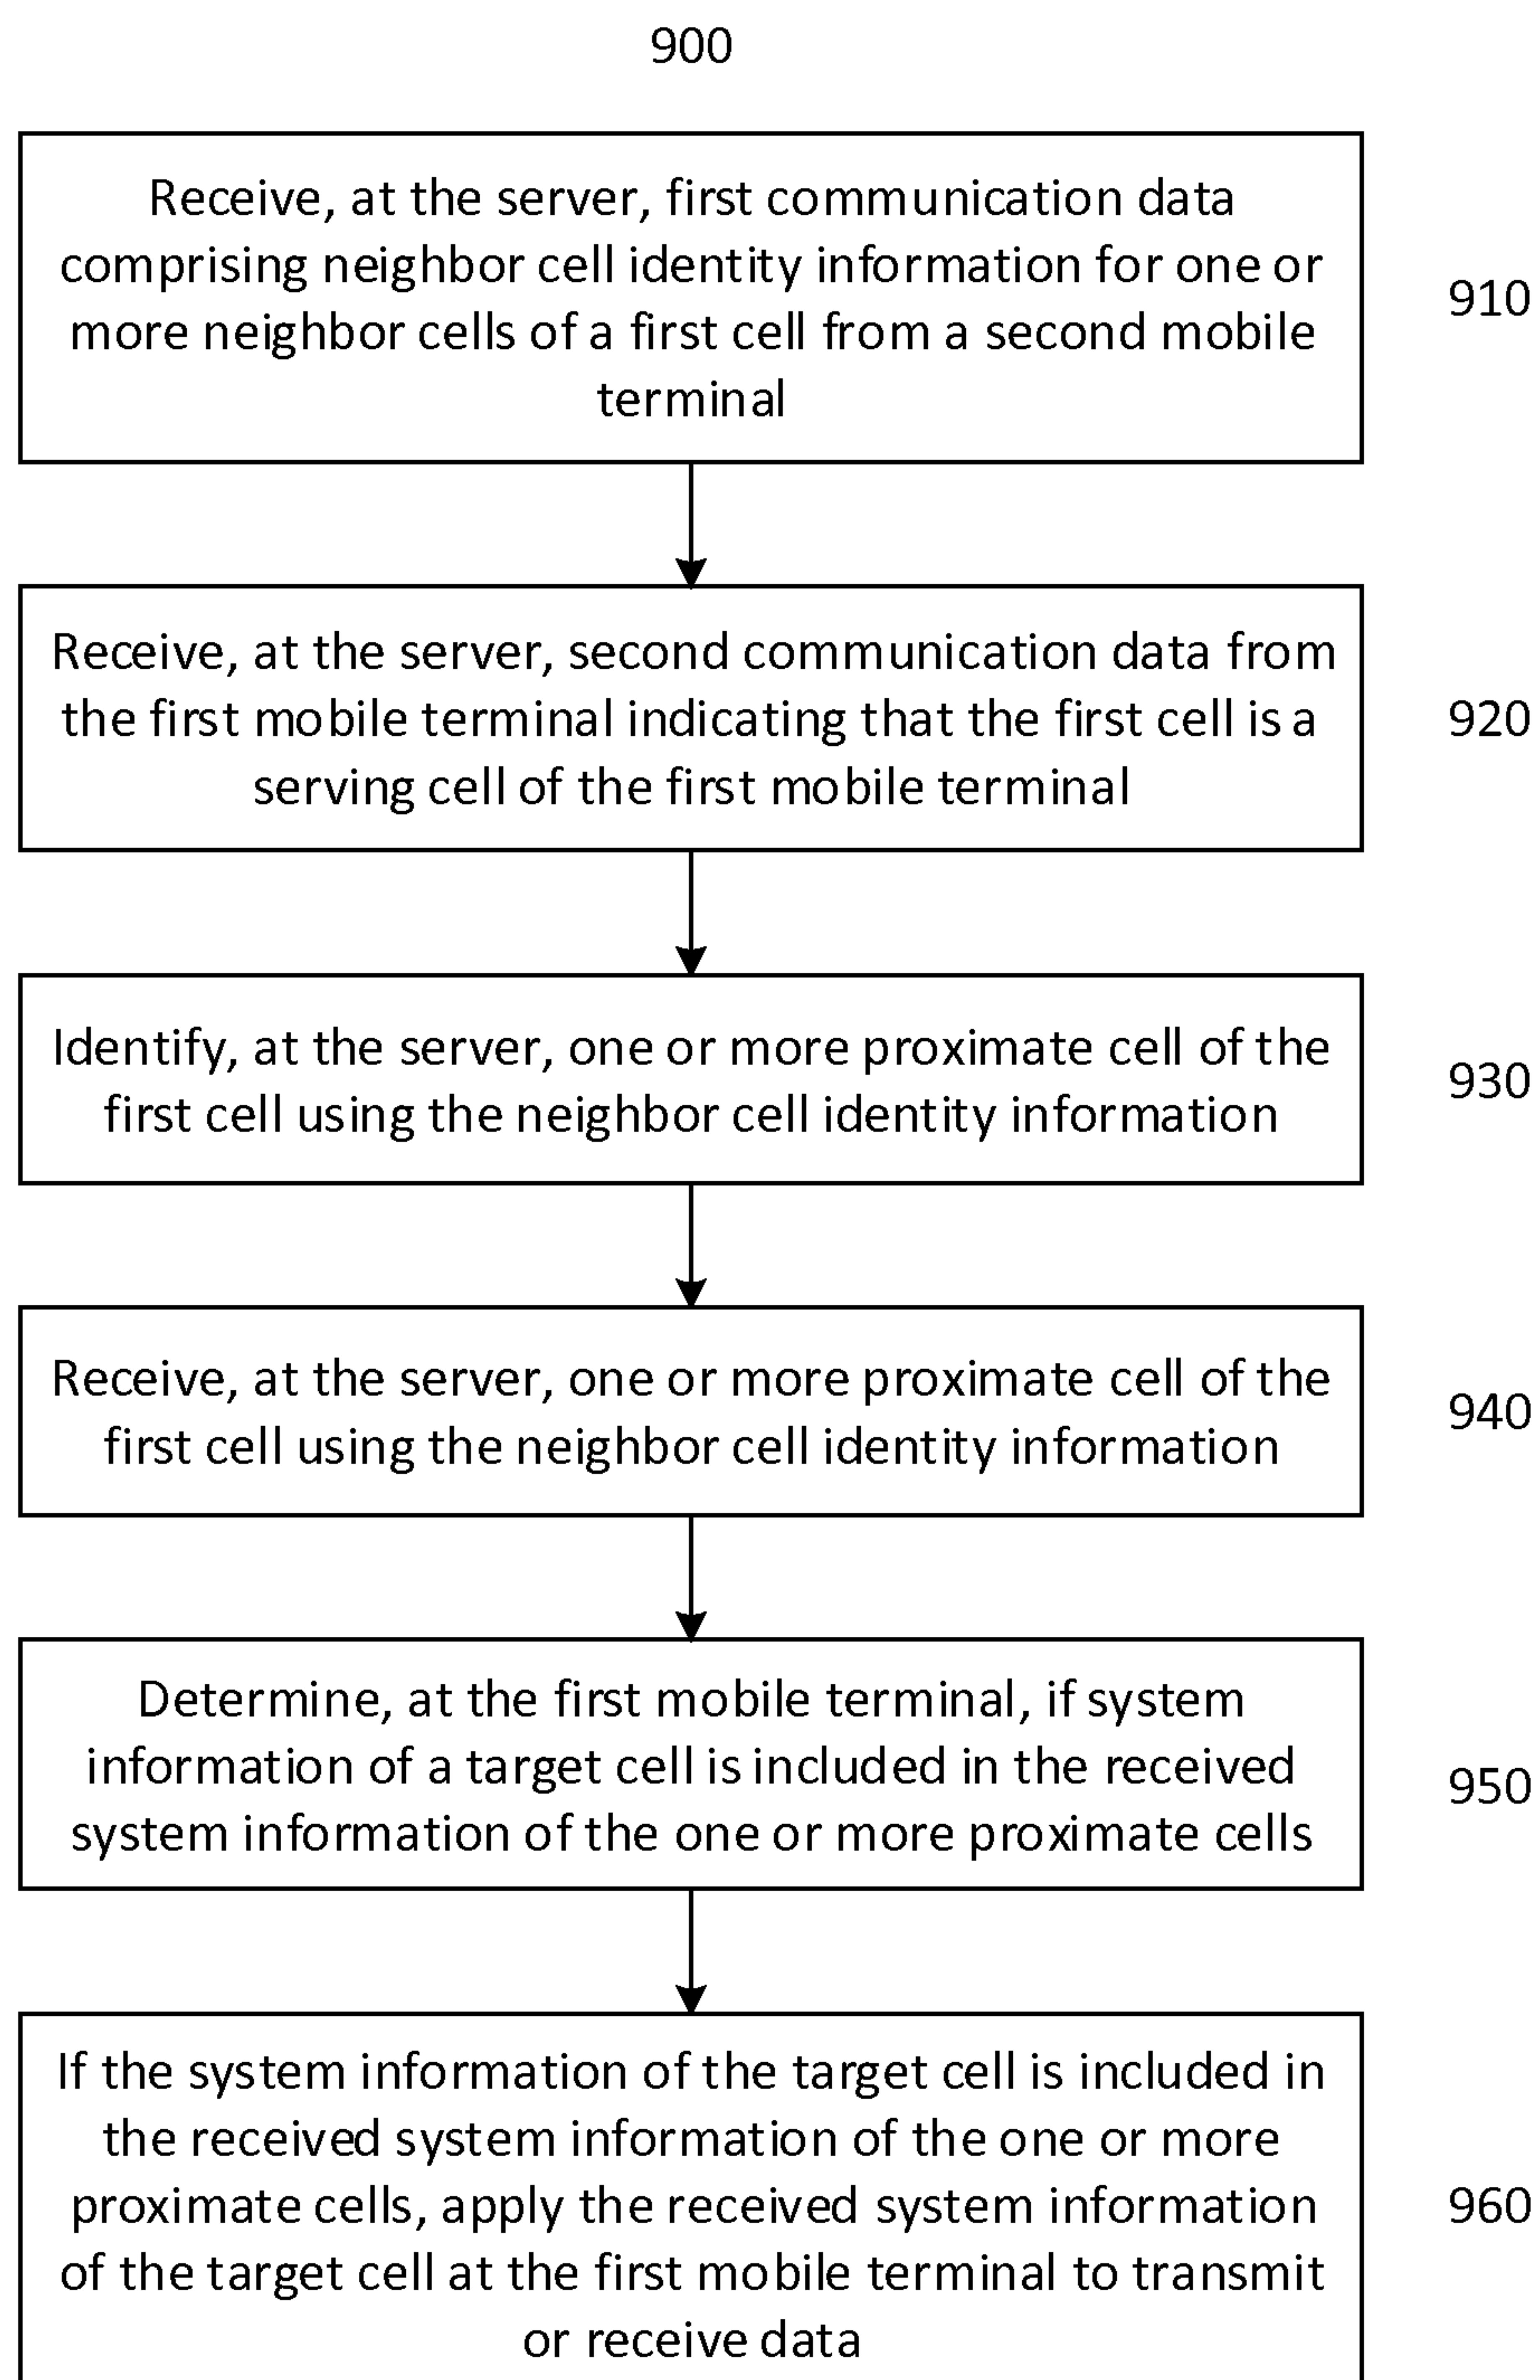 900
Receive, at the server, first communication data
comprising neighbor cell identity information for one or
more neighbor cells of a first cell from a second mobile
terminal
910
Receive, at the server, second communication data from
the first mobile terminal indicating that the first cell is a
serving cell of the first mobile terminal
920
Identify, at the server, one or more proximate cell of the
first cell using the neighbor cell identity information
930
Receive, at the server, one or more proximate cell of the
first cell using the neighbor cell identity information
940
Determine, at the first mobile terminal, if system
information of a target cell is included in the received
system information of the one or more proximate cells
950
If the system information of the target cell is included in
the received system information of the one or more
proximate cells, apply the received system information
of the target cell at the first mobile terminal to transmit
or receive data
960